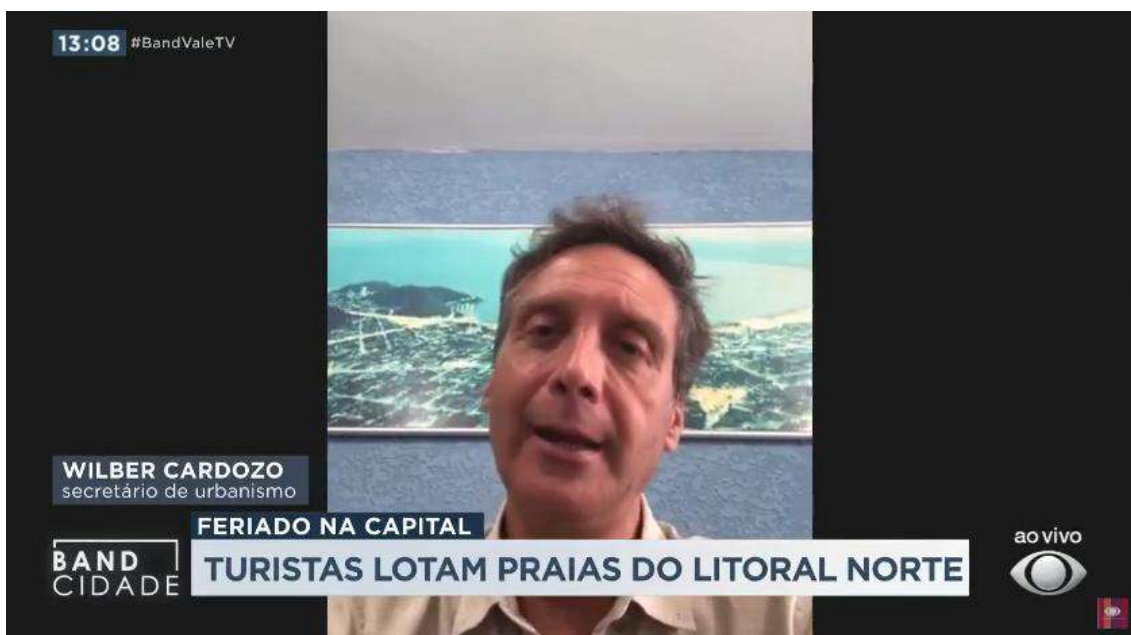 13:08 #BandValeTV
WILBER CARDOZO
secretário de urbanismo
FERIADO NA CAPITAL
BAND
CIDADE
TURISTAS LOTAM PRAIAS DO LITORAL NORTE
ao vivo